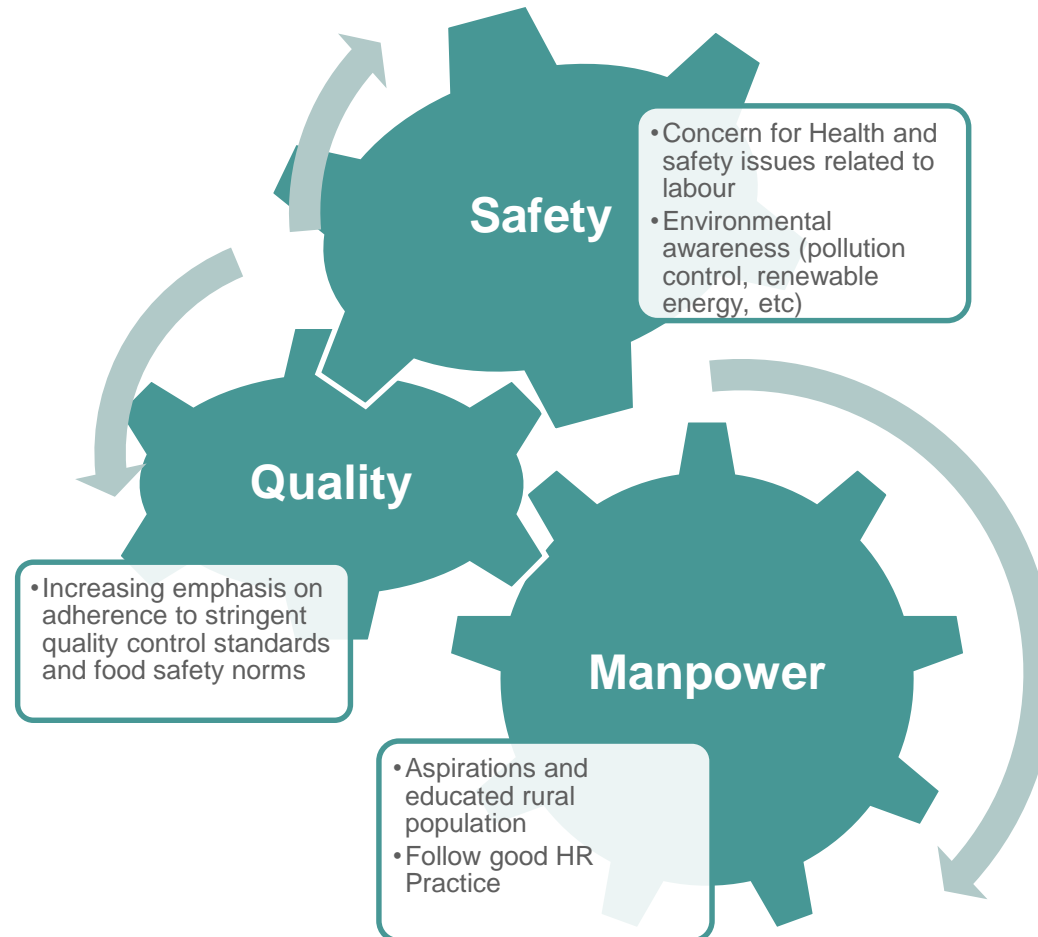 Safety
•Concern for Health and
safety issues related to
labour
•Environmental
awareness (pollution
control, renewable
energy, etc)
Quality
•Increasing emphasis on
adherence to stringent
quality control standards
and food safety norms
Manpower
•Aspirations and
educated rural
population
•Follow good HR
Practice